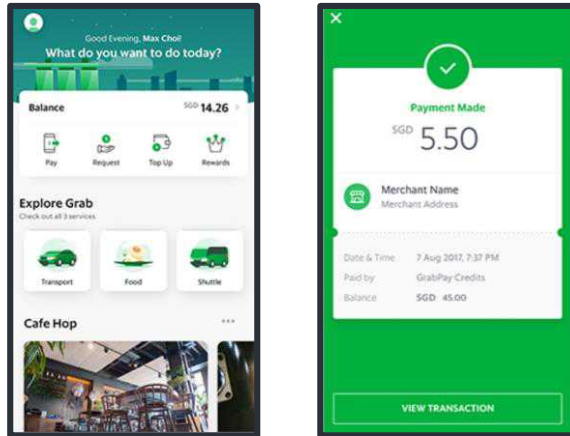 Good Evening, Max Choi!
What do you want to do today?
Balance SGD 14.26 >
Pay Request Top Up Rewards
Explore Grab
Check out all 3 services
Transport Food Shuttle
Cafe Hop
Payment Made
SGD 5.50
Merchant Name
Merchant Address
Date & Time 7 Aug 2017, 7:37 PM
Paid by GrabPay Credits
Balance SGD 45.00
VIEW TRANSACTION